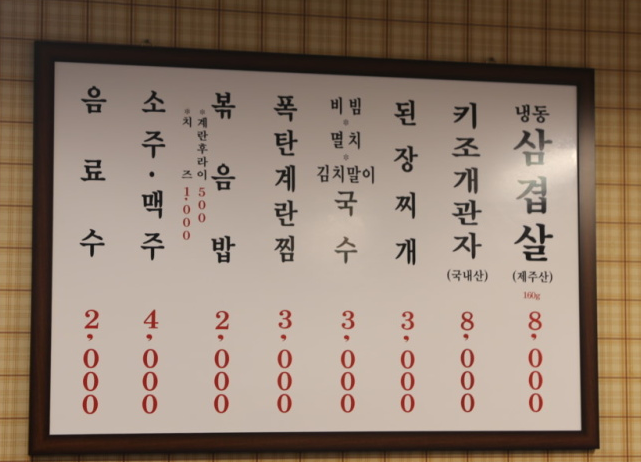 냉동
삼겹살
(제주산)
160g
8,000
키조개관자
(국내산)
8,000
된장찌개
3,000
비빔
*
멸치
*
김치말이
국수
3,000
폭탄계란찜
3,000
볶음밥
*계란후라이 500
*치즈 1,000
2,000
소주·맥주
4,000
음료수
2,000